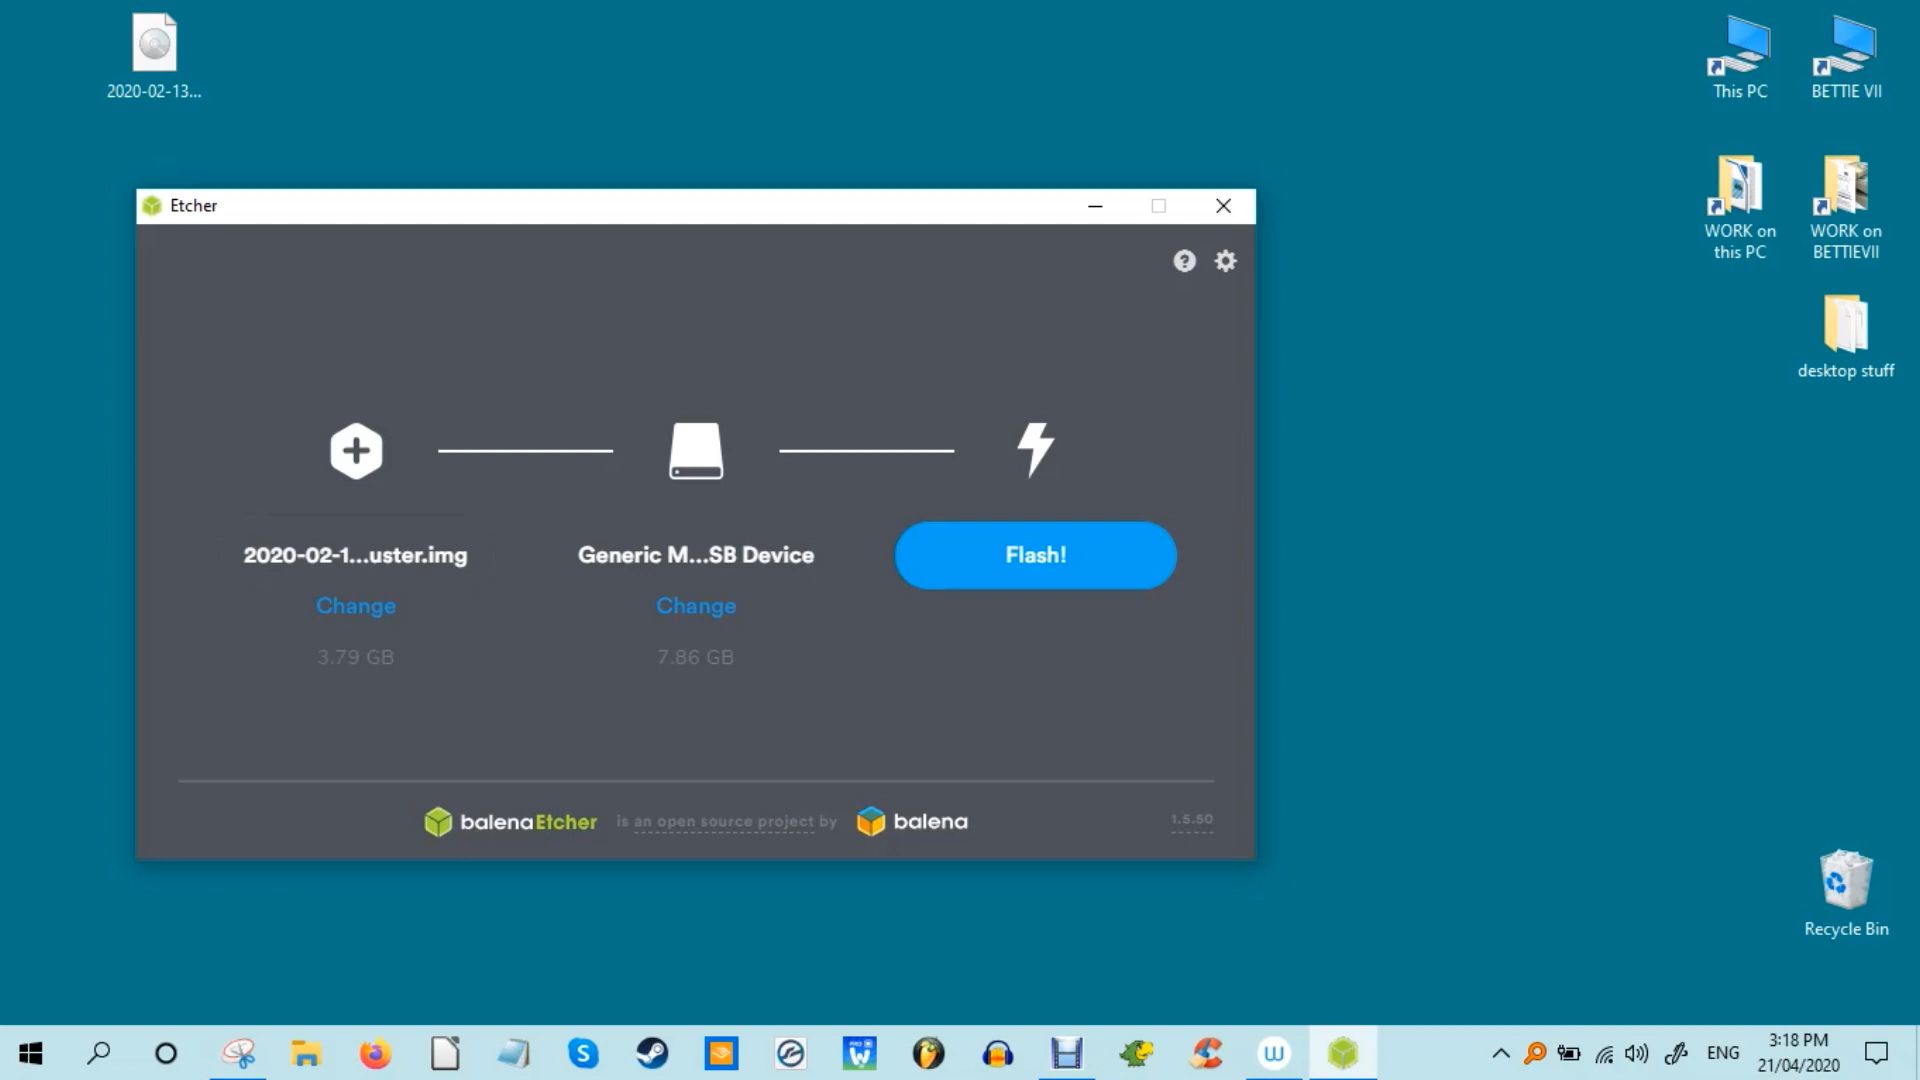 2020-02-13...
This PC
BETTIE VII
WORK on
this PC
WORK on
BETTIEVII
desktop stuff
Etcher
2020-02-1...uster.img
Change
3.79 GB
Generic M...SB Device
Change
7.86 GB
Flash!
balenaEtcher is an open source project by balena
1.5.50
Recycle Bin
ENG
3:18 PM
21/04/2020